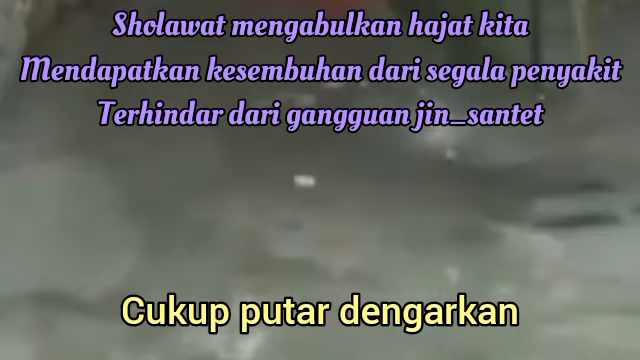 Sholawat mengabulkan hajat kita
Mendapatkan kesembuhan dari segala penyakit
Terhindar dari gangguan jin_santet
Cukup putar dengarkan